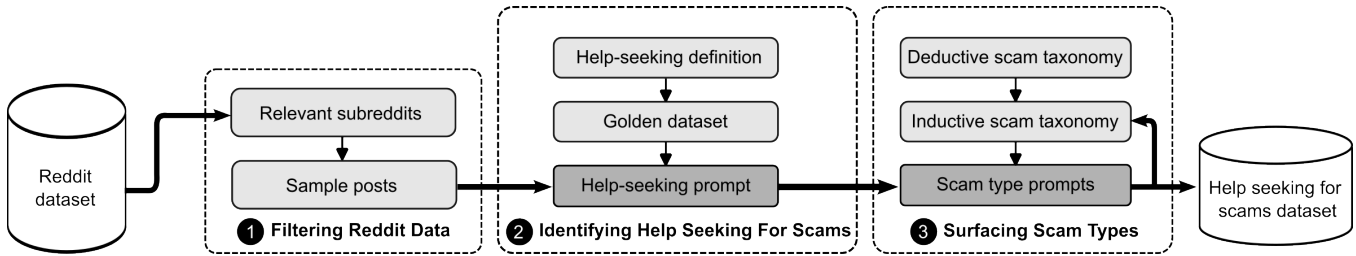 Reddit
dataset
Relevant subreddits
Sample posts
1 Filtering Reddit Data
Help-seeking definition
Golden dataset
Help-seeking prompt
2 Identifying Help Seeking For Scams
Deductive scam taxonomy
Inductive scam taxonomy
Scam type prompts
3 Surfacing Scam Types
Help seeking for
scams dataset